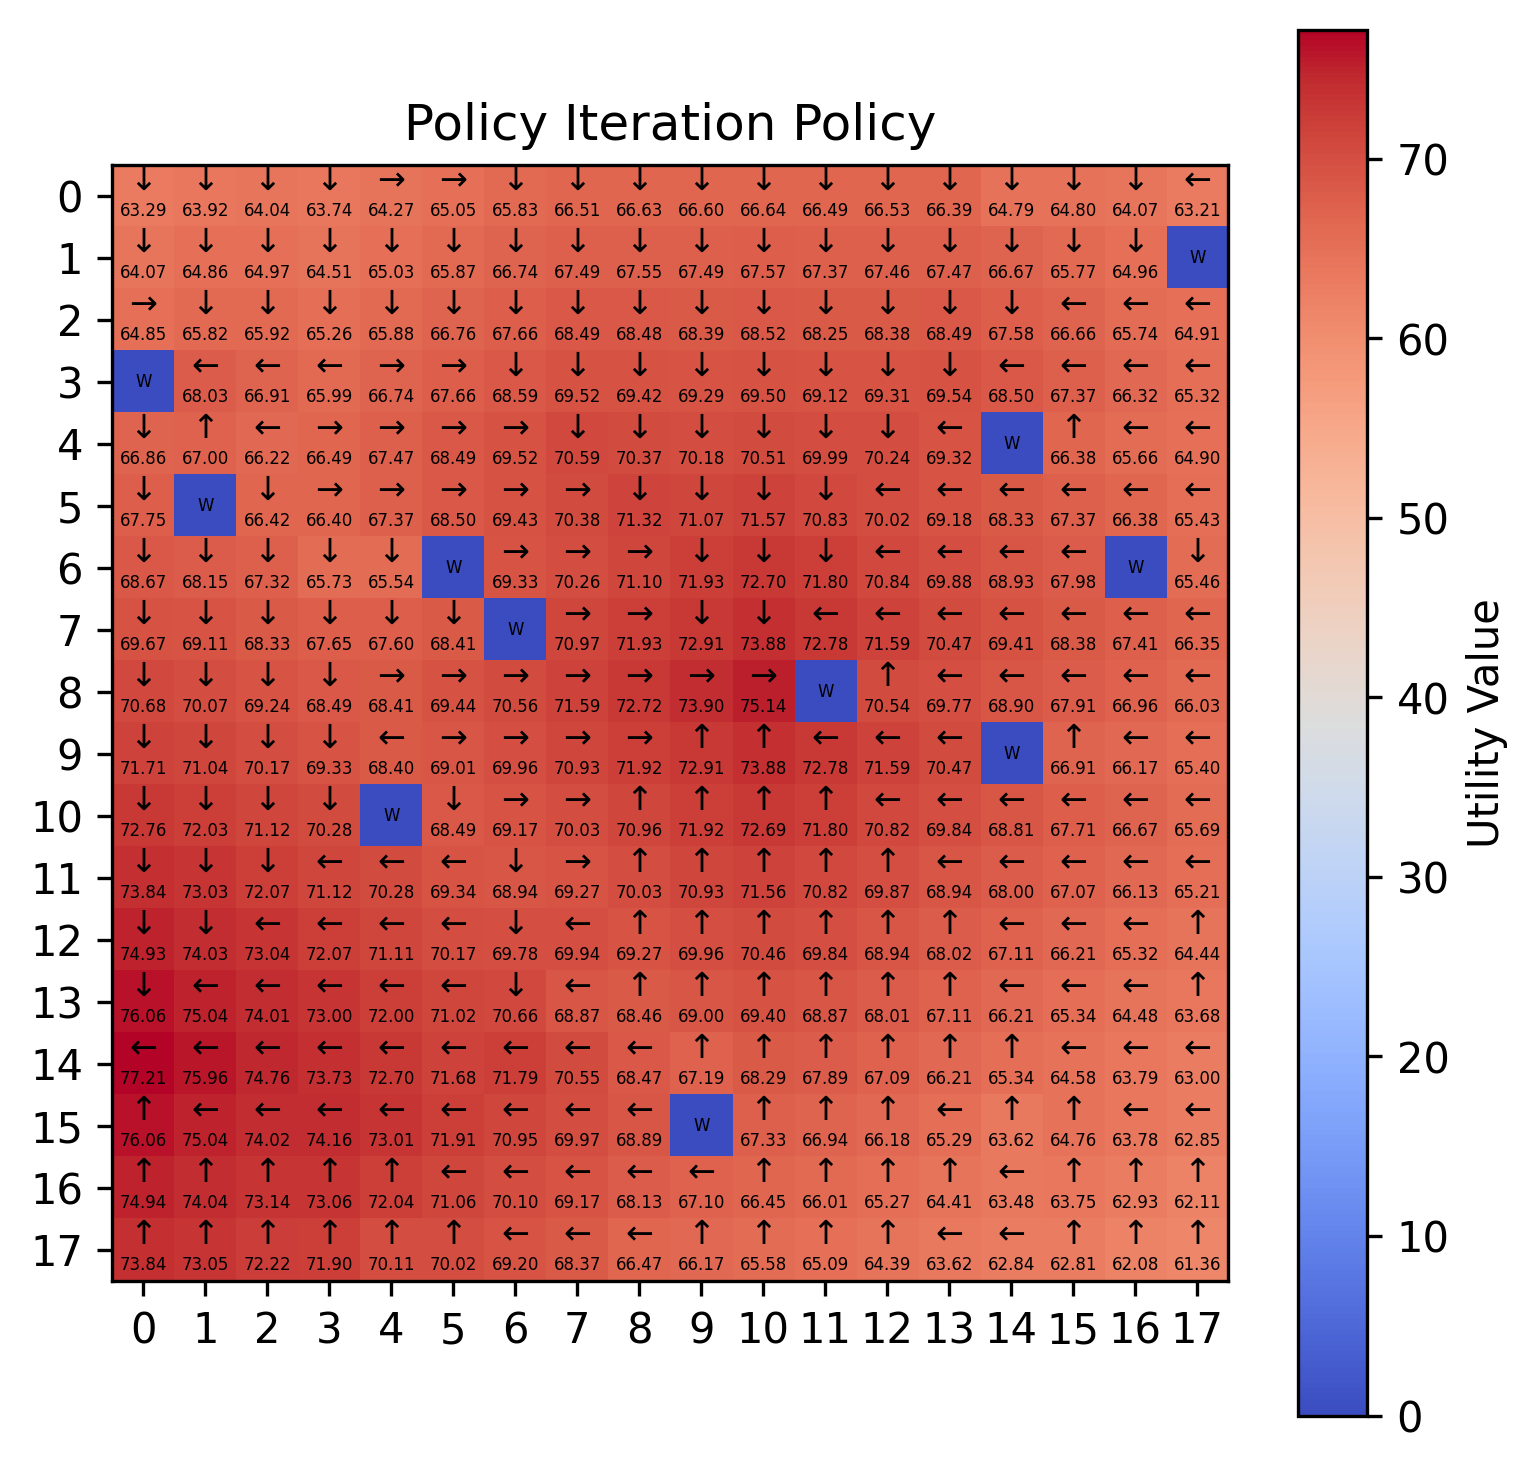 Policy Iteration Policy
↓ ↓ ↓ ↓ → → ↓ ↓ ↓ ↓ ↓ ↓ ↓ ↓ ↓ ↓ ↓ ←
0 63.29 63.92 64.04 63.74 64.27 65.05 65.83 66.51 66.63 66.60 66.64 66.49 66.53 66.39 64.79 64.80 64.07 63.21
↓ ↓ ↓ ↓ ↓ ↓ ↓ ↓ ↓ ↓ ↓ ↓ ↓ ↓ ↓ ↓ ↓ W
1 64.07 64.86 64.97 64.51 65.03 65.87 66.74 67.49 67.55 67.49 67.57 67.37 67.46 67.47 66.67 65.77 64.96
→ ↓ ↓ ↓ ↓ ↓ ↓ ↓ ↓ ↓ ↓ ↓ ↓ ↓ ↓ ← ← ←
2 64.85 65.82 65.92 65.26 65.88 66.76 67.66 68.49 68.48 68.39 68.52 68.25 68.38 68.49 67.58 66.66 65.74 64.91
W ← ← ← → → ↓ ↓ ↓ ↓ ↓ ↓ ↓ ↓ ← ← ← ←
3 68.03 66.91 65.99 66.74 67.66 68.59 69.52 69.42 69.29 69.50 69.12 69.31 69.54 68.50 67.37 66.32 65.32
↓ ↑ ← → → → → ↓ ↓ ↓ ↓ ↓ ↓ ← W ↑ ← ←
4 66.86 67.00 66.22 66.49 67.47 68.49 69.52 70.59 70.37 70.18 70.51 69.99 70.24 69.32 66.38 65.66 64.90
↓ W ↓ → → → → → ↓ ↓ ↓ ↓ ← ← ← ← ← ←
5 67.75 66.42 66.40 67.37 68.50 69.43 70.38 71.32 71.07 71.57 70.83 70.02 69.18 68.33 67.37 66.38 65.43
↓ ↓ ↓ ↓ ↓ W → → → ↓ ↓ ↓ ← ← ← ← W ↓
6 68.67 68.15 67.32 65.73 65.54 69.33 70.26 71.10 71.93 72.70 71.80 70.84 69.88 68.93 67.98 65.46
↓ ↓ ↓ ↓ ↓ ↓ W → → ↓ ↓ ← ← ← ← ← ← ←
7 69.67 69.11 68.33 67.65 67.60 68.41 70.97 71.93 72.91 73.88 72.78 71.59 70.47 69.41 68.38 67.41 66.35
↓ ↓ ↓ ↓ → → → → → → → W ↑ ← ← ← ← ←
8 70.68 70.07 69.24 68.49 68.41 69.44 70.56 71.59 72.72 73.90 75.14 70.54 69.77 68.90 67.91 66.96 66.03
↓ ↓ ↓ ↓ ← → → → → ↑ ↑ ← ← ← W ↑ ← ←
9 71.71 71.04 70.17 69.33 68.40 69.01 69.96 70.93 71.92 72.91 73.88 72.78 71.59 70.47 66.91 66.17 65.40
↓ ↓ ↓ ↓ W ↓ → → ↑ ↑ ↑ ↑ ← ← ← ← ← ←
10 72.76 72.03 71.12 70.28 68.49 69.17 70.03 70.96 71.92 72.69 71.80 70.82 69.84 68.81 67.71 66.67 65.69
↓ ↓ ↓ ← ← ← ↓ → ↑ ↑ ↑ ↑ ↑ ← ← ← ← ←
11 73.84 73.03 72.07 71.12 70.28 69.34 68.94 69.27 70.03 70.93 71.56 70.82 69.87 68.94 68.00 67.07 66.13 65.21
↓ ↓ ← ← ← ← ↓ ← ↑ ↑ ↑ ↑ ↑ ↑ ← ← ← ↑
12 74.93 74.03 73.04 72.07 71.11 70.17 69.78 69.94 69.27 69.96 70.46 69.84 68.94 68.02 67.11 66.21 65.32 64.44
↓ ← ← ← ← ← ↓ ← ↑ ↑ ↑ ↑ ↑ ↑ ← ← ← ↑
13 76.06 75.04 74.01 73.00 72.00 71.02 70.66 68.87 68.46 69.00 69.40 68.87 68.01 67.11 66.21 65.34 64.48 63.68
← ← ← ← ← ← ← ← ← ↑ ↑ ↑ ↑ ↑ ↑ ← ← ←
14 77.21 75.96 74.76 73.73 72.70 71.68 71.79 70.55 68.47 67.19 68.29 67.89 67.09 66.21 65.34 64.58 63.79 63.00
↑ ← ← ← ← ← ← ← ← W ↑ ↑ ↑ ← ↑ ↑ ← ←
15 76.06 75.04 74.02 74.16 73.01 71.91 70.95 69.97 68.89 67.33 66.94 66.18 65.29 63.62 64.76 63.78 62.85
↑ ↑ ↑ ↑ ↑ ← ← ← ← ← ↑ ↑ ↑ ↑ ← ↑ ↑ ↑
16 74.94 74.04 73.14 73.06 72.04 71.06 70.10 69.17 68.13 67.10 66.45 66.01 65.27 64.41 63.48 63.75 62.93 62.11
↑ ↑ ↑ ↑ ↑ ↑ ← ← ← ↑ ↑ ↑ ↑ ← ← ↑ ↑ ↑
17 73.84 73.05 72.22 71.90 70.11 70.02 69.20 68.37 66.47 66.17 65.58 65.09 64.39 63.62 62.84 62.81 62.08 61.36
0 1 2 3 4 5 6 7 8 9 10 11 12 13 14 15 16 17
70
60
50
40
30
20
10
0
Utility Value